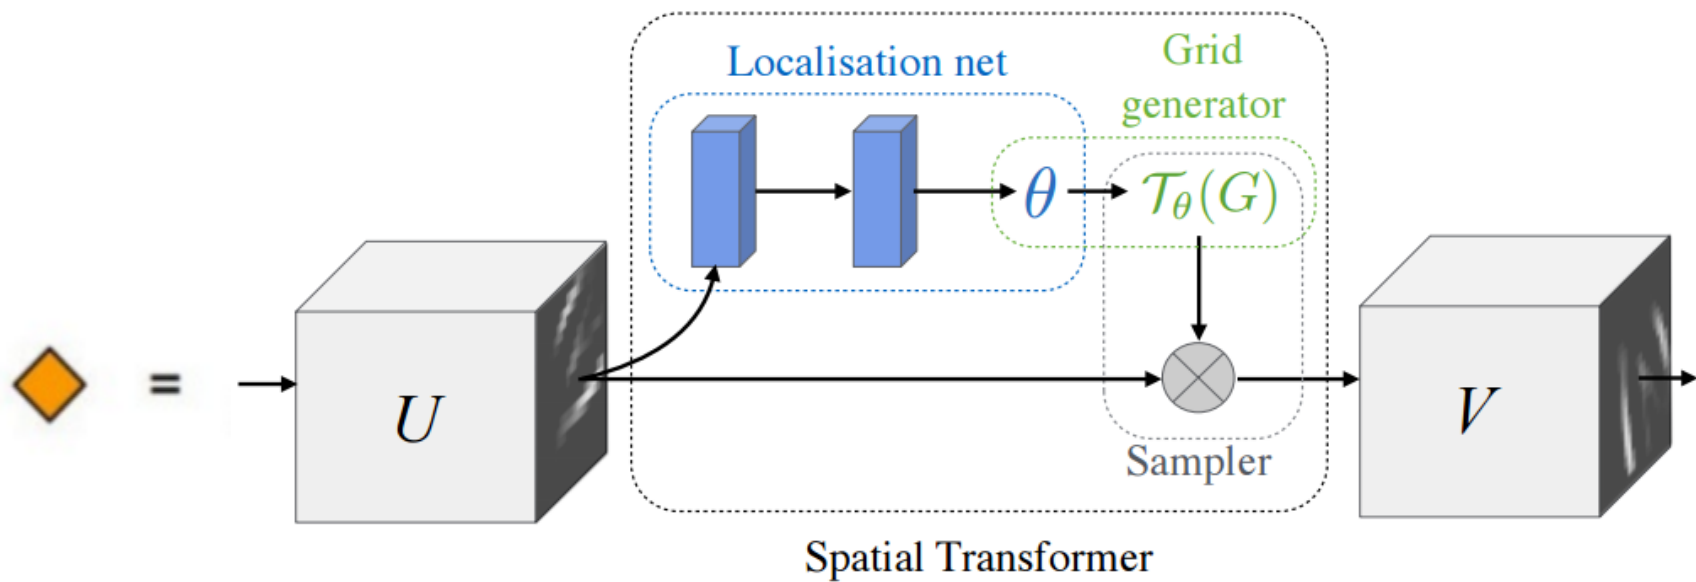 Localisation net
Grid
generator
θ
𝒯θ(G)
=
U
V
Sampler
Spatial Transformer